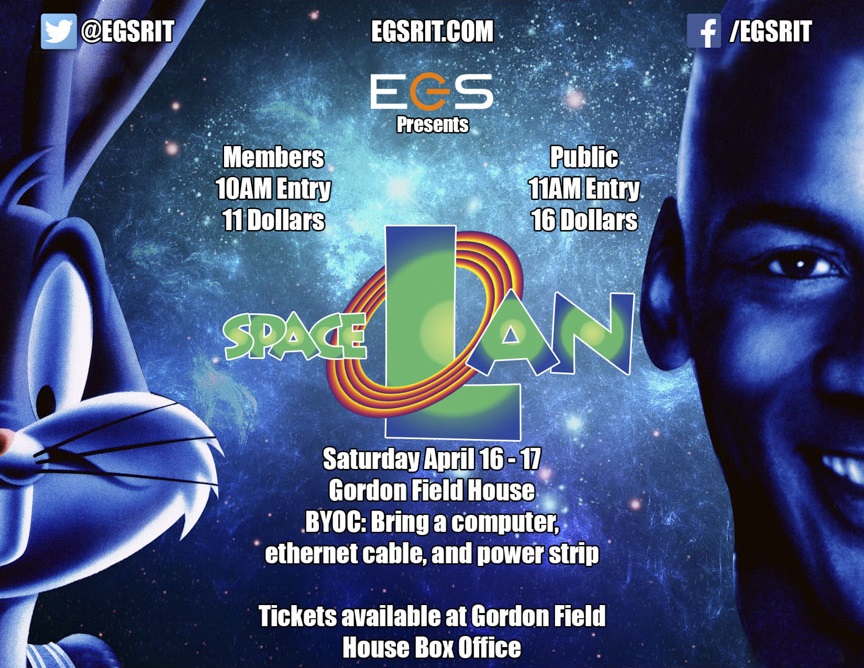 @EGSRIT
EGSRIT.COM
/EGSRIT
EGS
Presents
Members
10AM Entry
11 Dollars
Public
11AM Entry
16 Dollars
SPACE LAN
Saturday April 16 - 17
Gordon Field House
BYOC: Bring a computer,
ethernet cable, and power strip
Tickets available at Gordon Field
House Box Office